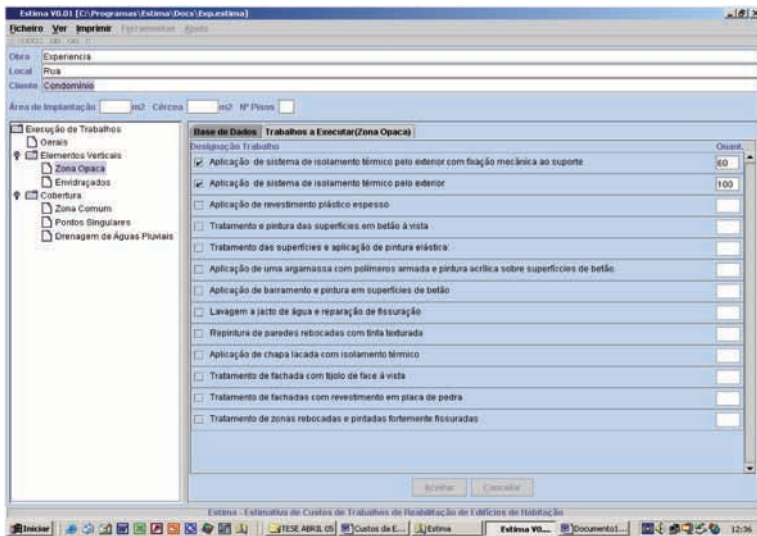 Estima V0.01 [C:\Programas\Estima\Docs\Exp.estima]
Ficheiro Ver Imprimir Ferramentas Ajuda
Obra Experiencia
Local Rua
Cliente Condomínio
Área de Implantação m2 Cércea m2 Nº Pisos
Execução de Trabalhos
Gerais
Elementos Verticais
Zona Opaca
Envidraçados
Cobertura
Zona Comum
Pontos Singulares
Drenagem de Águas Pluviais
Base de Dados Trabalhos a Executar(Zona Opaca)
Designação Trabalho Quant.
Aplicação de sistema de isolamento térmico pelo exterior com fixação mecânica ao suporte 60
Aplicação de sistema de isolamento térmico pelo exterior 100
Aplicação de revestimento plástico espesso
Tratamento e pintura das superfícies em betão à vista
Tratamento das superfícies e aplicação de pintura elástica:
Aplicação de uma argamassa com polímeros armada e pintura acrílica sobre superfícies de betão
Aplicação de barramento e pintura em superfícies de betão
Lavagem a jacto de água e reparação de fissuração
Repintura de paredes rebocadas com tinta texturada
Aplicação de chapa lacada com isolamento térmico
Tratamento de fachada com tijolo de face à vista
Tratamento de fachadas com revestimento em placa de pedra
Tratamento de zonas rebocadas e pintadas fortemente fissuradas
Aceitar Cancelar
Estima - Estimativa de Custos de Trabalhos de Reabilitação de Edifícios de Habitação
Iniciar TESE ABRIL 05 Custos da E... Estima Estima V0.... Documento1... 12:36